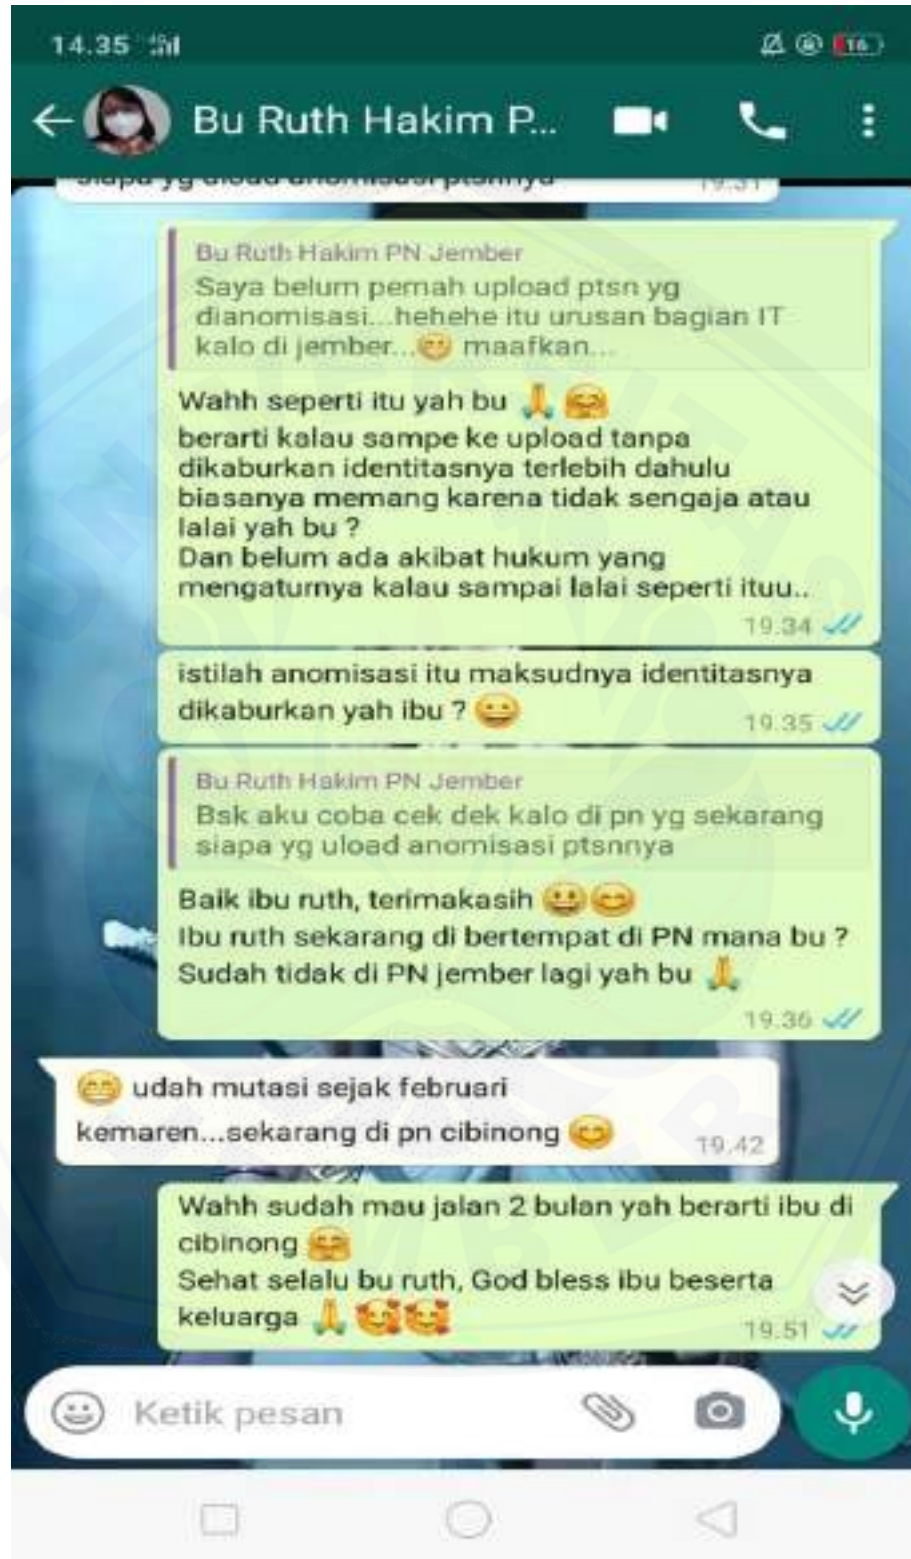 14.35
16
Bu Ruth Hakim P...
siapa yg uload anomisasi ptsnnya
19.31
Bu Ruth Hakim PN Jember
Saya belum pernah upload ptsn yg
dianomisasi...hehehe itu urusan bagian IT
kalo di jember...😁 maafkan...
Wahh seperti itu yah bu 🙏🤗
berarti kalau sampe ke upload tanpa
dikaburkan identitasnya terlebih dahulu
biasanya memang karena tidak sengaja atau
lalai yah bu ?
Dan belum ada akibat hukum yang
mengaturnya kalau sampai lalai seperti ituu..
19.34
istilah anomisasi itu maksudnya identitasnya
dikaburkan yah ibu ? 😀
19.35
Bu Ruth Hakim PN Jember
Bsk aku coba cek dek kalo di pn yg sekarang
siapa yg uload anomisasi ptsnnya
Baik ibu ruth, terimakasih 😀😊
Ibu ruth sekarang di bertempat di PN mana bu ?
Sudah tidak di PN jember lagi yah bu 🙏
19.36
😁 udah mutasi sejak februari
kemaren...sekarang di pn cibinong 😊
19.42
Wahh sudah mau jalan 2 bulan yah berarti ibu di
cibinong 🤗
Sehat selalu bu ruth, God bless ibu beserta
keluarga 🙏🥰🥰
19.51
Ketik pesan